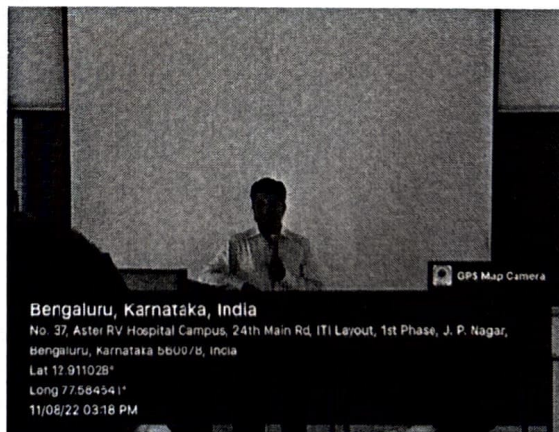 GPS Map Camera
Bengaluru, Karnataka, India
No. 37, Aster RV Hospital Campus, 24th Main Rd, ITI Layout, 1st Phase, J. P. Nagar,
Bengaluru, Karnataka 560078, India
Lat 12.911028°
Long 77.584541°
11/08/22 03:18 PM